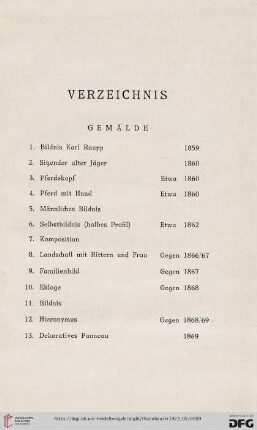 VERZEICHNIS
GEMÄLDE
1. Bildnis Karl Raupp 1859
2. Sitzender alter Jäger 1860
3. Pferdekopf Etwa 1860
4. Pferd mit Hund Etwa 1860
5. Männliches Bildnis
6. Selbstbildnis (halbes Profil) Etwa 1862
7. Komposition
8. Landschaft mit Rittern und Frau Gegen 1866/67
9. Familienbild Gegen 1867
10. Ekloge Gegen 1868
11. Bildnis
12. Hieronymus Gegen 1868/69
13. Dekoratives Panneau 1869
DFG